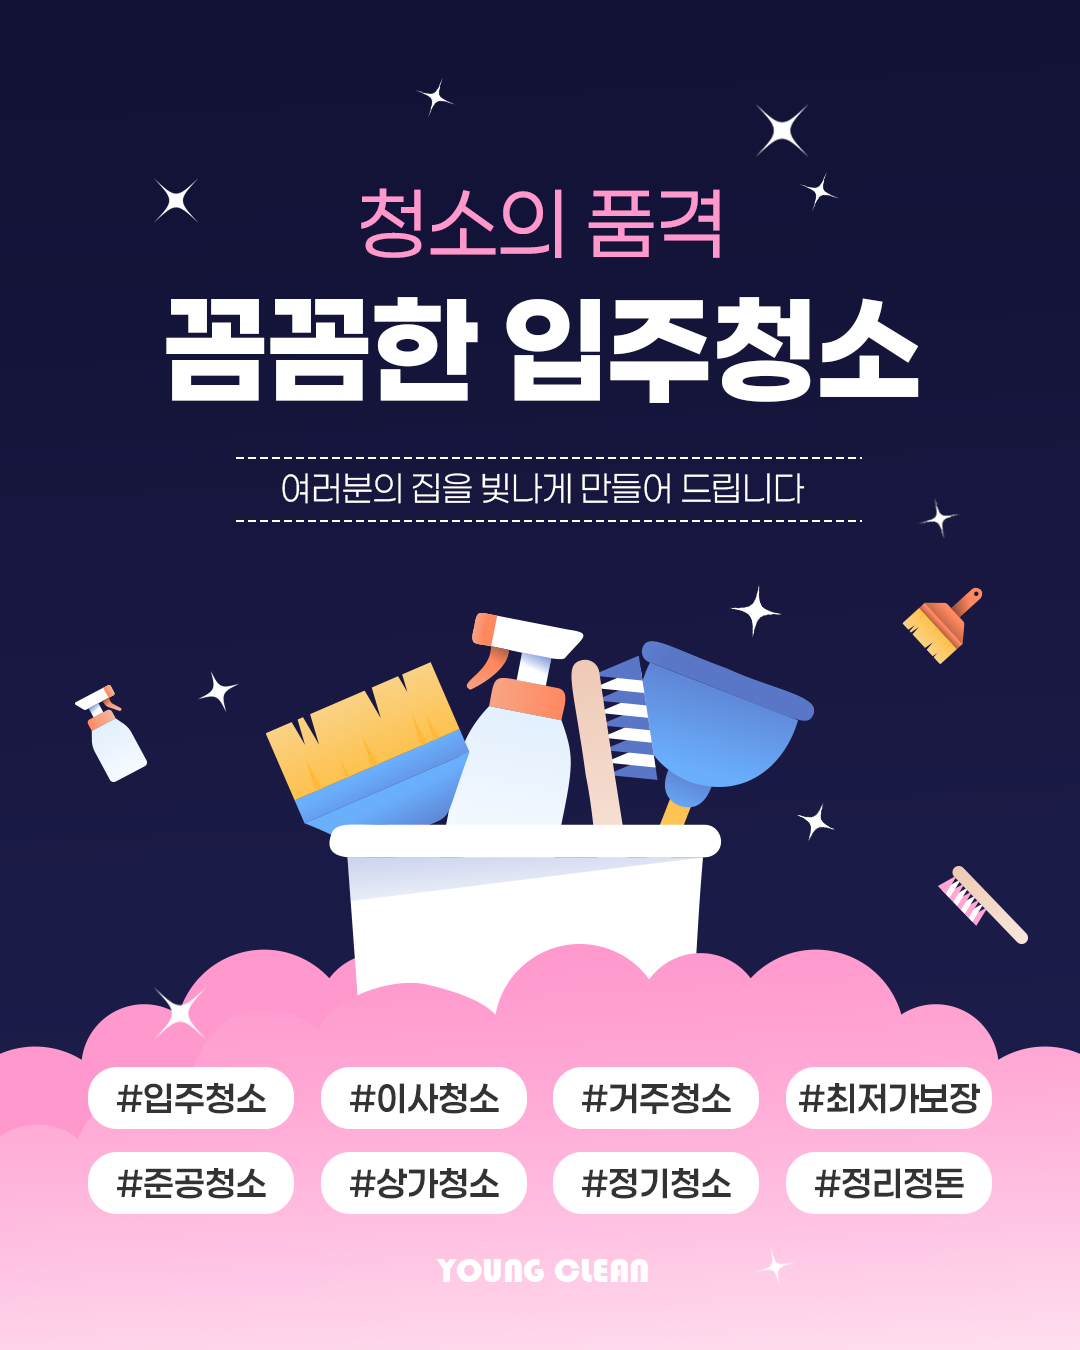 청소의 품격
꼼꼼한 입주청소
여러분의 집을 빛나게 만들어 드립니다
#입주청소 #이사청소 #거주청소 #최저가보장
#준공청소 #상가청소 #정기청소 #정리정돈
YOUNG CLEAN